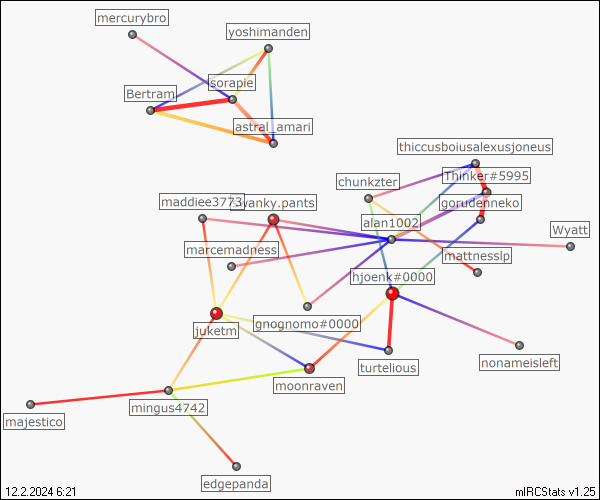 mercurybro
yoshimanden
sorapie
Bertram
astral_amari
thiccusboiusalexusjoneus
Thinker#5995
chunkzter
maddiee3773
yanky.pants
gorudenneko
alan1002
Wyatt
marcemadness
mattnesslp
hjoenk#0000
gnognomo#0000
juketm
nonameisleft
turtelious
moonraven
mingus4742
majestico
edgepanda
12.2.2024 6:21
mIRCStats v1.25